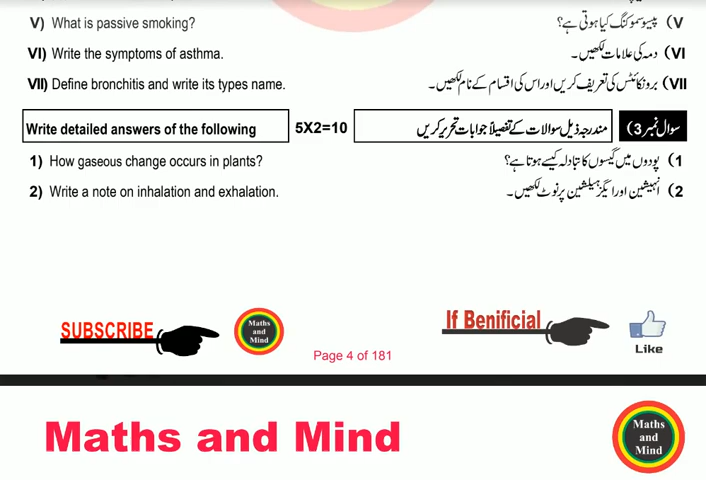 V) What is passive smoking?
V) پیسو سموکنگ کیا ہوتی ہے؟
VI) Write the symptoms of asthma.
VI) دمہ کی علامات لکھیں۔
VII) Define bronchitis and write its types name.
VII) برونکائٹس کی تعریف کریں اور اس کی اقسام کے نام لکھیں۔
Write detailed answers of the following 5X2=10
مندرجہ ذیل سوالات کے تفصیلاً جوابات تحریر کریں
سوال نمبر 3)
1) How gaseous change occurs in plants?
1) پودوں میں گیسوں کا تبادلہ کیسے ہوتا ہے؟
2) Write a note on inhalation and exhalation.
2) انہیلیشین اور ایگزہیلیشین پر نوٹ لکھیں۔
SUBSCRIBE
Maths
and
Mind
If Benificial
Like
Page 4 of 181
Maths and Mind
Maths
and
Mind